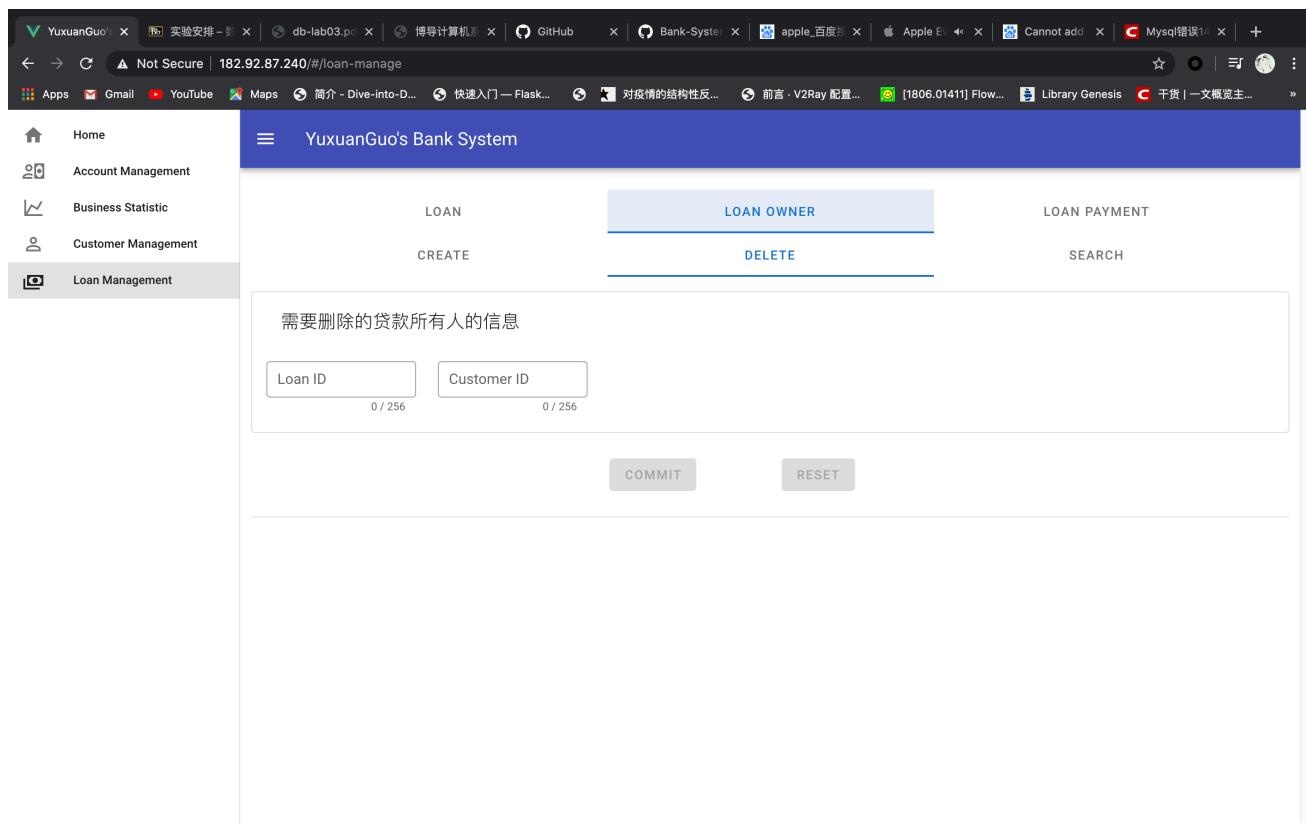 YuxuanGuo's
实验安排 – 数
db-lab03.pd
博导计算机系
GitHub
Bank-System
apple_百度搜
Apple Ev
Cannot add
Mysql错误14
Not Secure | 182.92.87.240/#/loan-manage
Apps
Gmail
YouTube
Maps
简介 - Dive-into-D...
快速入门 — Flask...
对疫情的结构性反...
前言 · V2Ray 配置...
[1806.01411] Flow...
Library Genesis
干货 | 一文概览主...
»
Home
Account Management
Business Statistic
Customer Management
Loan Management
YuxuanGuo's Bank System
LOAN
LOAN OWNER
LOAN PAYMENT
CREATE
DELETE
SEARCH
需要删除的贷款所有人的信息
Loan ID
Customer ID
0 / 256
0 / 256
COMMIT
RESET